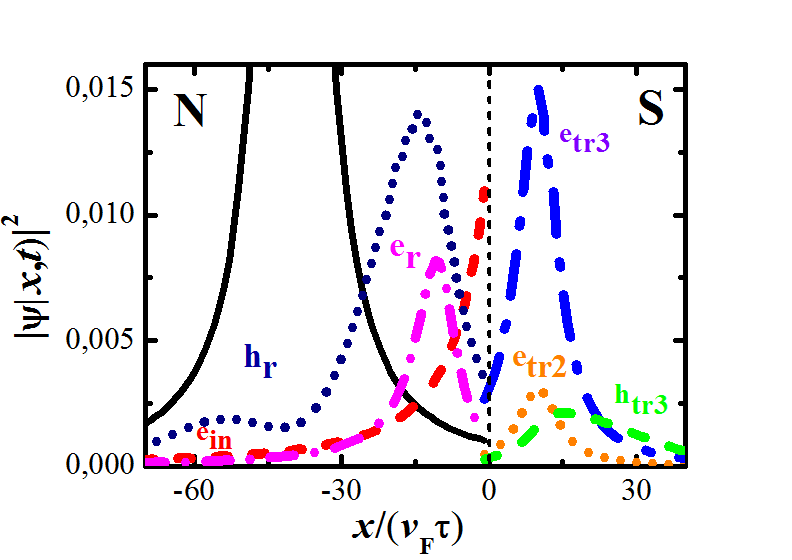 0,015
0,010
0,005
0,000
|ψ|x,t)|²
N
S
e_tr3
e_r
h_r
e_tr2
h_tr3
e_in
-60
-30
0
30
x/(v_Fτ)